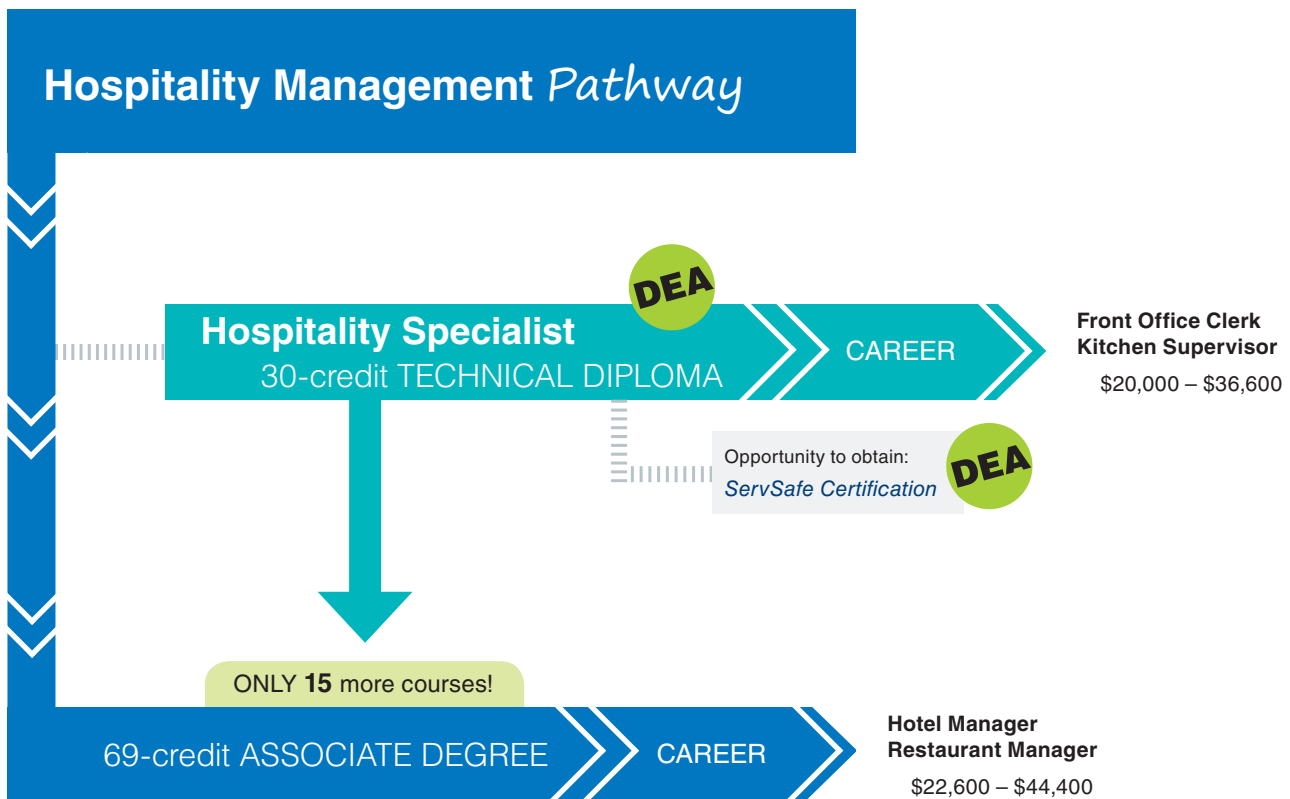 Hospitality Management Pathway
DEA
Hospitality Specialist
30-credit TECHNICAL DIPLOMA
CAREER
Front Office Clerk
Kitchen Supervisor
$20,000 – $36,600
Opportunity to obtain:
ServSafe Certification
DEA
ONLY 15 more courses!
69-credit ASSOCIATE DEGREE
CAREER
Hotel Manager
Restaurant Manager
$22,600 – $44,400